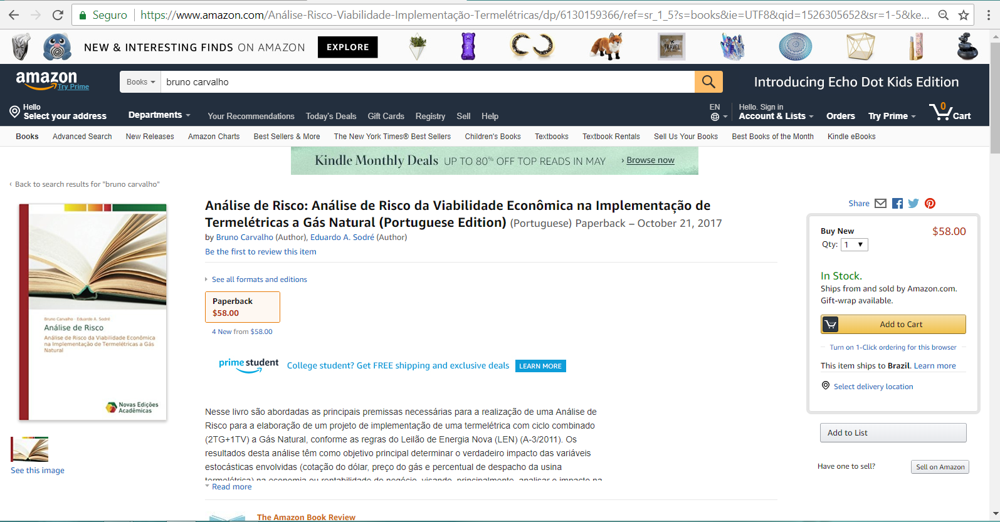 Seguro
https://www.amazon.com/Análise-Risco-Viabilidade-Implementação-Termelétricas/dp/6130159366/ref=sr_1_5?s=books&ie=UTF8&qid=1526305652&sr=1-5&ke...
NEW & INTERESTING FINDS ON AMAZON EXPLORE
TRAVEL
amazon
Try Prime
Books
bruno carvalho
Introducing Echo Dot Kids Edition
Hello
Select your address
Departments
Your Recommendations Today's Deals Gift Cards Registry Sell Help
EN
Hello. Sign in
Account & Lists
Orders
Try Prime
0
Cart
Books Advanced Search New Releases Amazon Charts Best Sellers & More The New York Times® Best Sellers Children's Books Textbooks Textbook Rentals Sell Us Your Books Best Books of the Month Kindle eBooks
Kindle Monthly Deals UP TO 80% OFF TOP READS IN MAY › Browse now
‹ Back to search results for "bruno carvalho"
Bruno Carvalho · Eduardo A. Sodré
Análise de Risco
Análise de Risco da Viabilidade Econômica
na Implementação de Termelétricas a Gás
Natural
Novas Edições
Acadêmicas
See this image
Análise de Risco: Análise de Risco da Viabilidade Econômica na Implementação de
Termelétricas a Gás Natural (Portuguese Edition) (Portuguese) Paperback – October 21, 2017
by Bruno Carvalho (Author), Eduardo A. Sodré (Author)
Be the first to review this item
See all formats and editions
Paperback
$58.00
4 New from $58.00
prime student College student? Get FREE shipping and exclusive deals LEARN MORE
Nesse livro são abordadas as principais premissas necessárias para a realização de uma Análise de
Risco para a elaboração de um projeto de implementação de uma termelétrica com ciclo combinado
(2TG+1TV) a Gás Natural, conforme as regras do Leilão de Energia Nova (LEN) (A-3/2011). Os
resultados desta análise têm como objetivo principal determinar o verdadeiro impacto das variáveis
estocásticas envolvidas (cotação do dólar, preço do gás e percentual de despacho da usina
termelétrica) na economia ou rentabilidade do negócio, visando, principalmente, analisar o impacto na
Read more
The Amazon Book Review
Share
Buy New
$58.00
Qty: 1
In Stock.
Ships from and sold by Amazon.com.
Gift-wrap available.
Add to Cart
Turn on 1-Click ordering for this browser
This item ships to Brazil. Learn more
Select delivery location
Add to List
Have one to sell?
Sell on Amazon